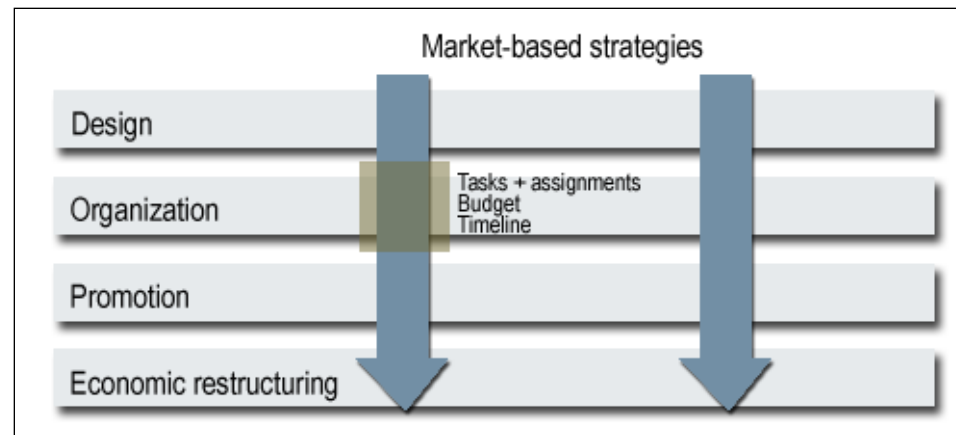 Market-based strategies
Design
Organization
Tasks + assignments
Budget
Timeline
Promotion
Economic restructuring